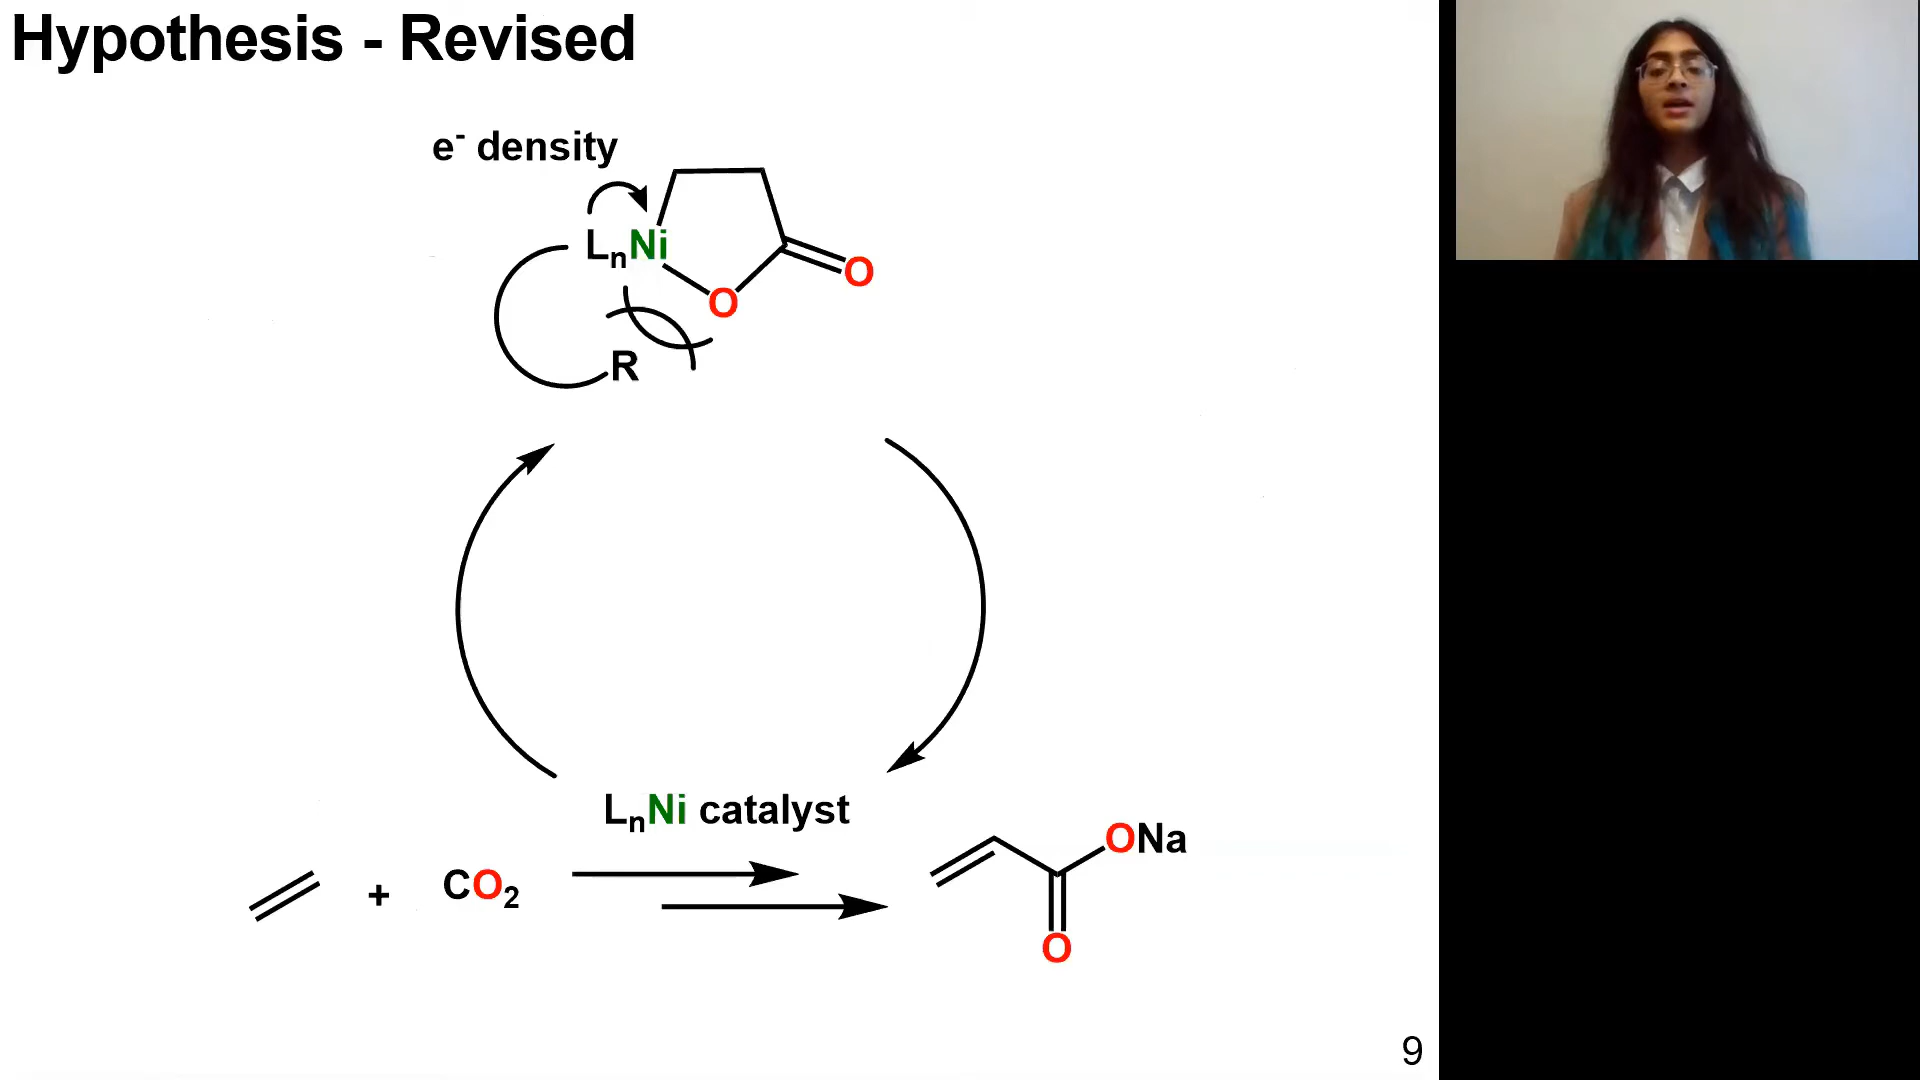 Hypothesis - Revised
e⁻ density
LₙNi
O
O
R
LₙNi catalyst
ONa
+ CO₂
O
9